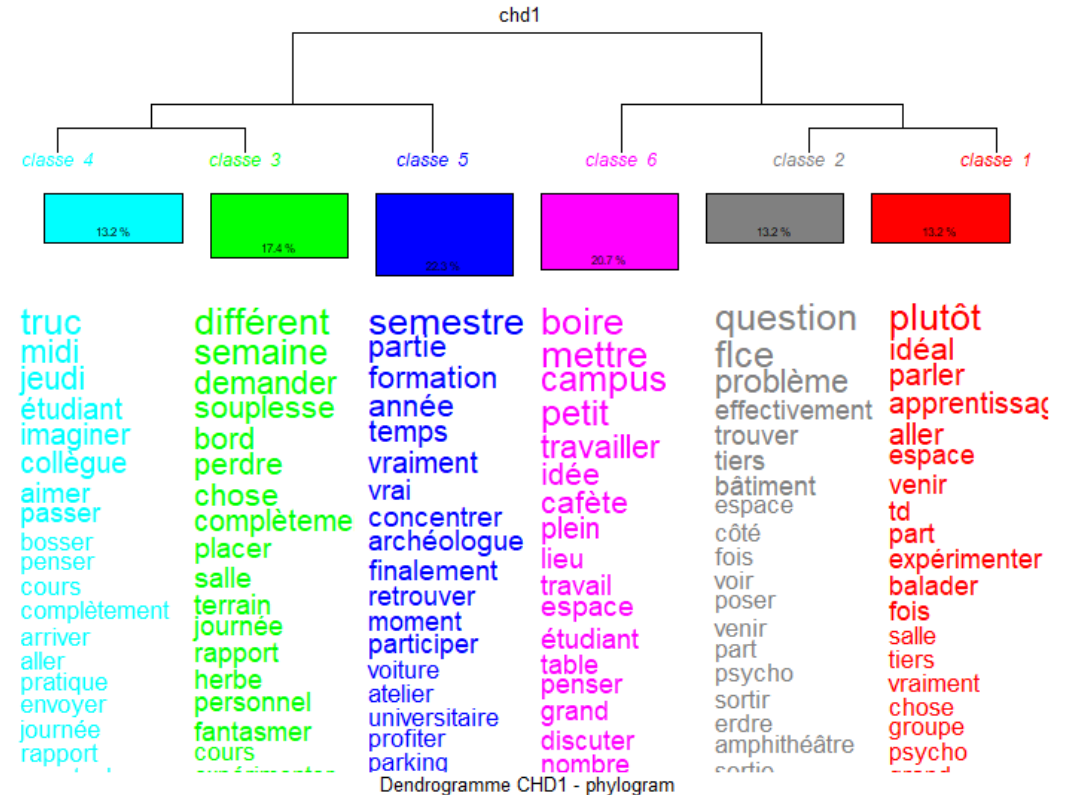 chd1
classe 4
classe 3
classe 5
classe 6
classe 2
classe 1
13.2 %
17.4 %
22.3 %
20.7 %
13.2 %
13.2 %
truc
midi
jeudi
étudiant
imaginer
collègue
aimer
passer
bosser
penser
cours
complètement
arriver
aller
pratique
envoyer
journée
rapport
différent
semaine
demander
souplesse
bord
perdre
chose
complèteme
placer
salle
terrain
journée
rapport
herbe
personnel
fantasmer
cours
expérimenter
semestre
partie
formation
année
temps
vraiment
vrai
concentrer
archéologue
finalement
retrouver
moment
participer
voiture
atelier
universitaire
profiter
parking
boire
mettre
campus
petit
travailler
idée
cafète
plein
lieu
travail
espace
étudiant
table
penser
grand
discuter
nombre
question
flce
problème
effectivement
trouver
tiers
bâtiment
espace
côté
fois
voir
poser
venir
part
psycho
sortir
erdre
amphithéâtre
sortie
plutôt
idéal
parler
apprentissag
aller
espace
venir
td
part
expérimenter
balader
fois
salle
tiers
vraiment
chose
groupe
psycho
grand
Dendrogramme CHD1 - phylogram